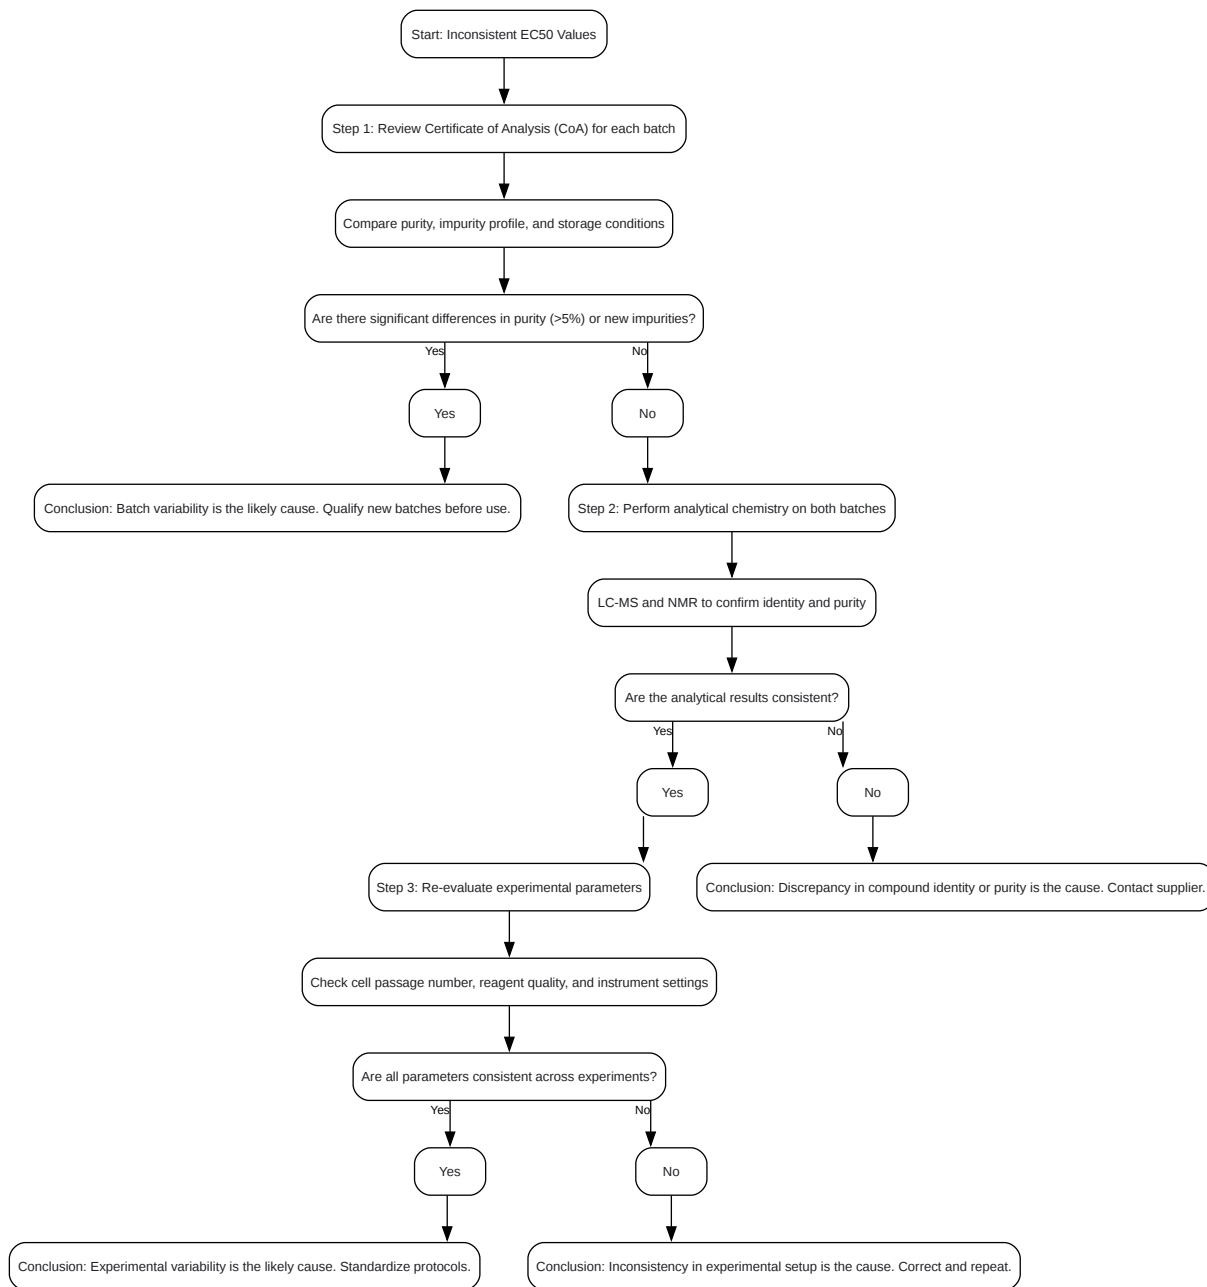 Start: Inconsistent EC50 Values
Step 1: Review Certificate of Analysis (CoA) for each batch
Compare purity, impurity profile, and storage conditions
Are there significant differences in purity (>5%) or new impurities?
Yes
No
Yes
No
Conclusion: Batch variability is the likely cause. Qualify new batches before use.
Step 2: Perform analytical chemistry on both batches
LC-MS and NMR to confirm identity and purity
Are the analytical results consistent?
Yes
No
Yes
No
Step 3: Re-evaluate experimental parameters
Conclusion: Discrepancy in compound identity or purity is the cause. Contact supplier.
Check cell passage number, reagent quality, and instrument settings
Are all parameters consistent across experiments?
Yes
No
Yes
No
Conclusion: Experimental variability is the likely cause. Standardize protocols.
Conclusion: Inconsistency in experimental setup is the cause. Correct and repeat.